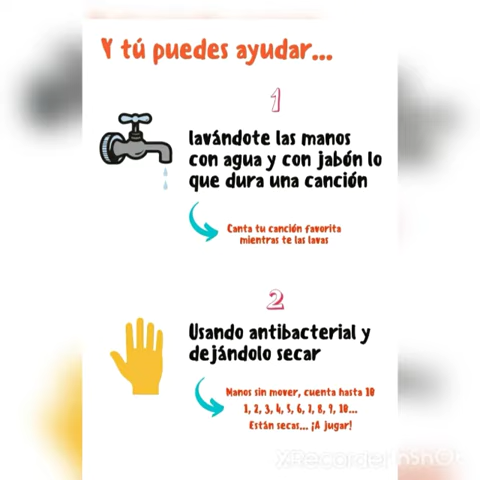 Y tú puedes ayudar...
1
lavándote las manos
con agua y con jabón lo
que dura una canción
Canta tu canción favorita
mientras te las lavas
2
Usando antibacterial y
dejándolo secar
Manos sin mover, cuenta hasta 10
1, 2, 3, 4, 5, 6, 7, 8, 9, 10...
Están secas... ¡A jugar!
XRecorder